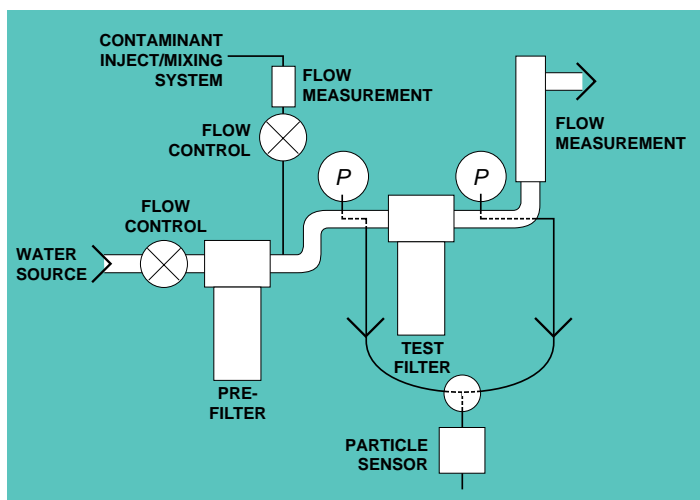 CONTAMINANT
INJECT/MIXING
SYSTEM
FLOW
MEASUREMENT
FLOW
CONTROL
FLOW
MEASUREMENT
P
P
FLOW
CONTROL
WATER
SOURCE
TEST
FILTER
PRE-
FILTER
PARTICLE
SENSOR